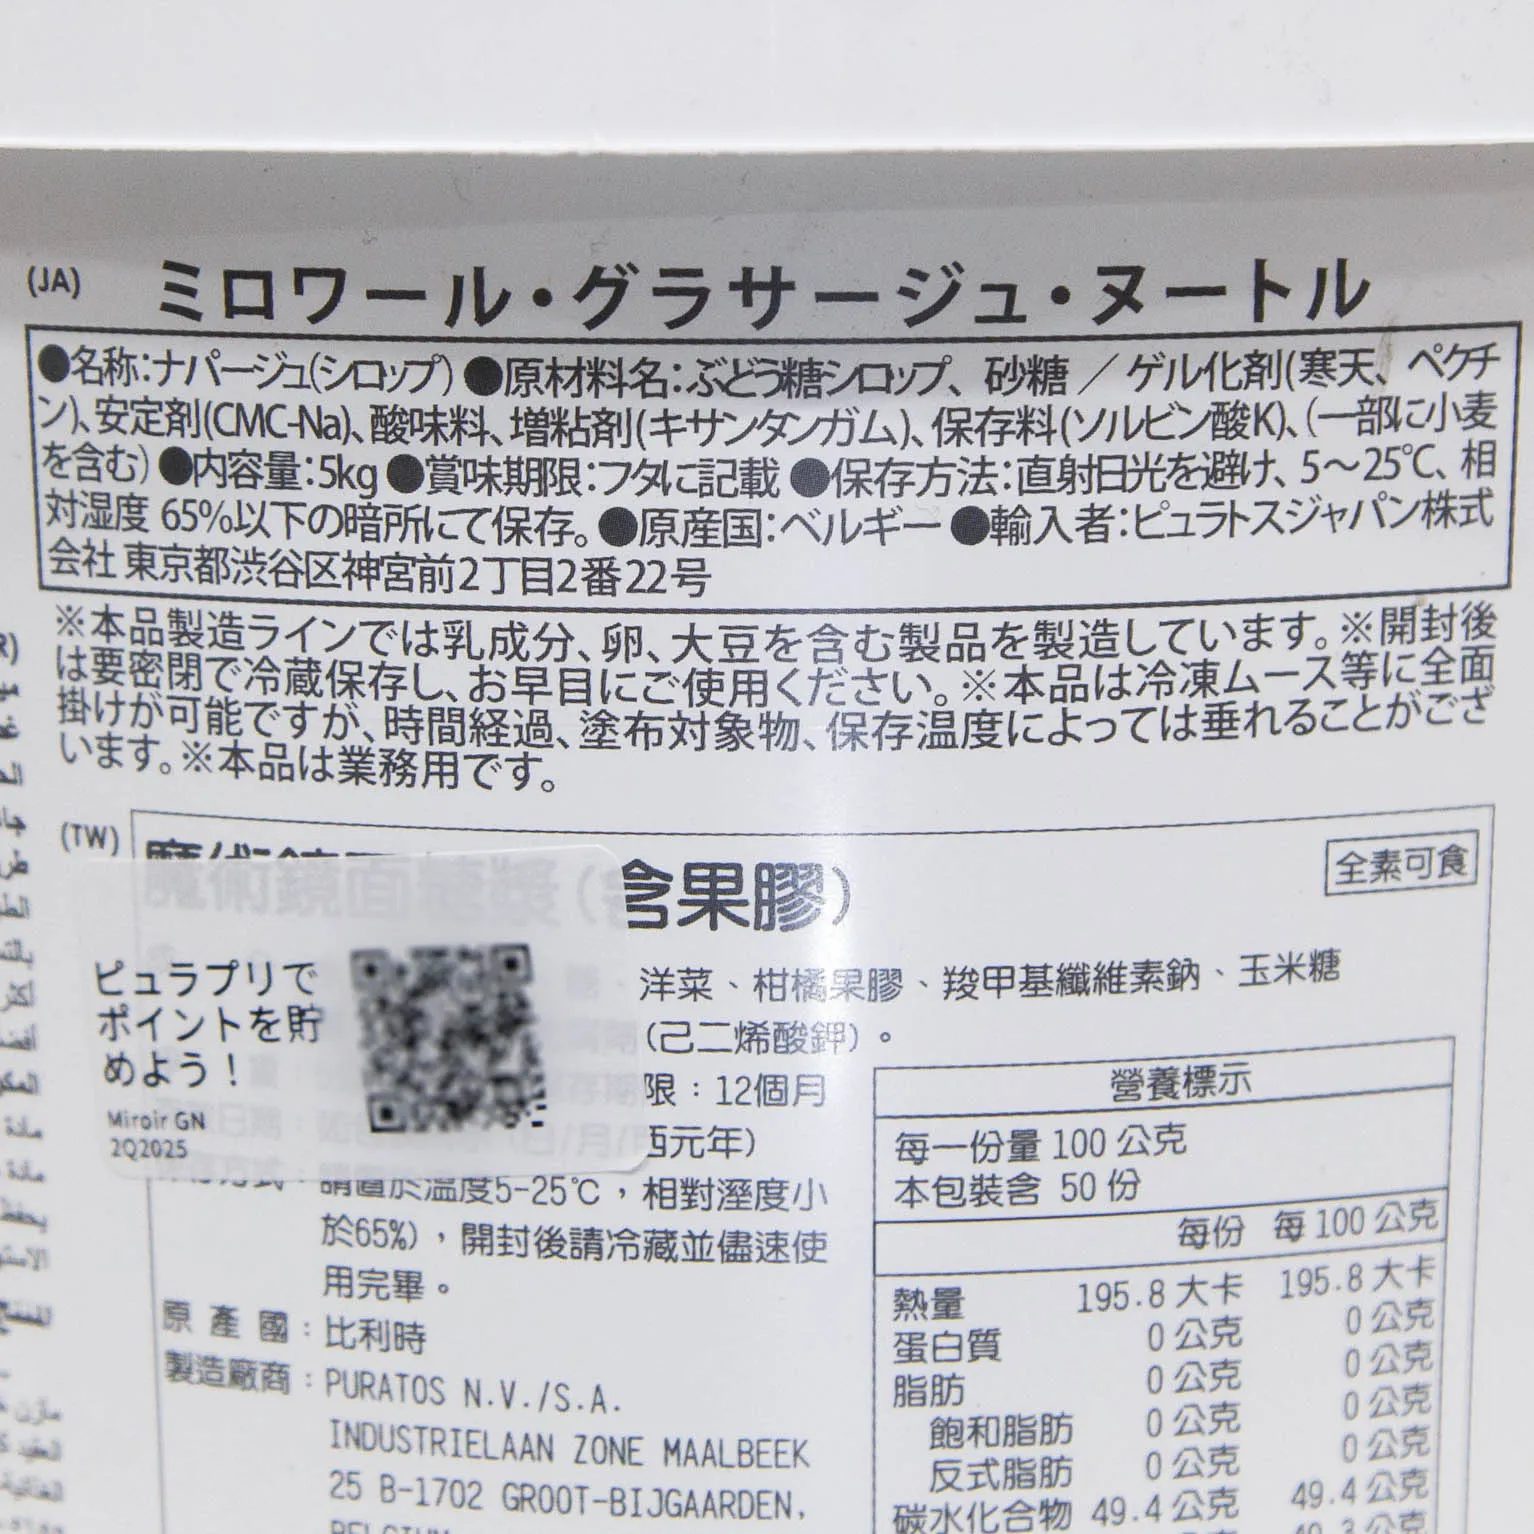 (JA) ミロワール・グラサージュ・ヌートル
●名称:ナパージュ(シロップ) ●原材料名:ぶどう糖シロップ、砂糖 ／ ゲル化剤(寒天、ペクチ
ン)、安定剤(CMC-Na)、酸味料、増粘剤(キサンタンガム)、保存料(ソルビン酸K)、(一部に小麦
を含む) ●内容量:5kg ●賞味期限:フタに記載 ●保存方法:直射日光を避け、5～25℃、相
対湿度 65%以下の暗所にて保存。●原産国:ベルギー ●輸入者:ピュラトスジャパン株式
会社 東京都渋谷区神宮前2丁目2番22号
※本品製造ラインでは乳成分、卵、大豆を含む製品を製造しています。※開封後
は要密閉で冷蔵保存し、お早目にご使用ください。※本品は冷凍ムース等に全面
掛けが可能ですが、時間経過、塗布対象物、保存温度によっては垂れることがござ
います。※本品は業務用です。
(TW) 魔術鏡面糖漿(含果膠)
全素可食
洋菜、柑橘果膠、羧甲基纖維素鈉、玉米糖
(己二烯酸鉀)。
限：12個月
西元年)
保存方式：請置於溫度5-25℃，相對溼度小
於65%)，開封後請冷藏並儘速使
用完畢。
原產國：比利時
製造廠商：PURATOS N.V./S.A.
INDUSTRIELAAN ZONE MAALBEEK
25 B-1702 GROOT-BIJGAARDEN,
BELGIUM
ピュラプリで
ポイントを貯
めよう！
Miroir GN
2Q2025
營養標示
每一份量 100 公克
本包裝含 50 份
每份 每 100 公克
熱量 195.8 大卡 195.8 大卡
蛋白質 0 公克 0 公克
脂肪 0 公克 0 公克
飽和脂肪 0 公克 0 公克
反式脂肪 0 公克 0 公克
碳水化合物 49.4 公克 49.4 公克